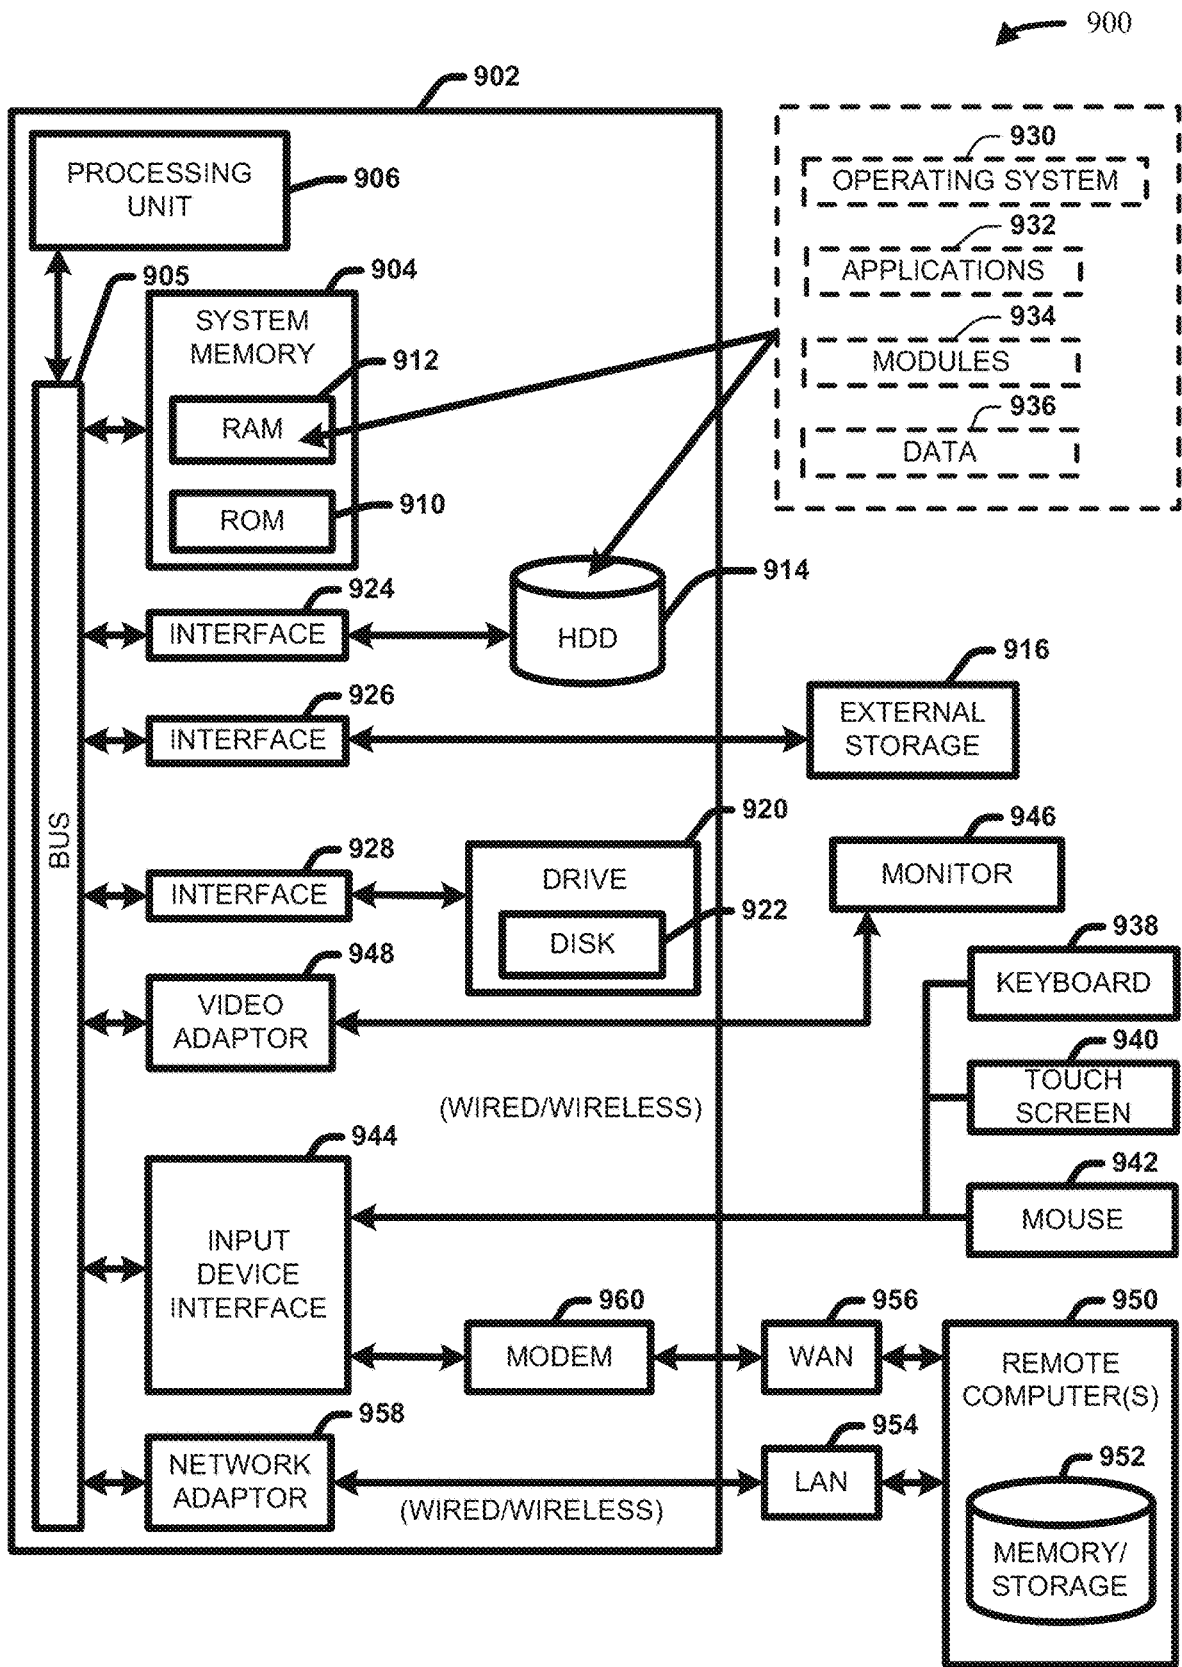 900
902
PROCESSING
UNIT
906
905
904
SYSTEM
MEMORY
912
RAM
910
ROM
930
OPERATING SYSTEM
932
APPLICATIONS
934
MODULES
936
DATA
924
INTERFACE
914
HDD
926
INTERFACE
916
EXTERNAL
STORAGE
BUS
928
INTERFACE
920
DRIVE
922
DISK
946
MONITOR
948
VIDEO
ADAPTOR
938
KEYBOARD
940
TOUCH
SCREEN
(WIRED/WIRELESS)
942
MOUSE
944
INPUT
DEVICE
INTERFACE
960
MODEM
956
WAN
950
REMOTE
COMPUTER(S)
958
NETWORK
ADAPTOR
(WIRED/WIRELESS)
954
LAN
952
MEMORY/
STORAGE